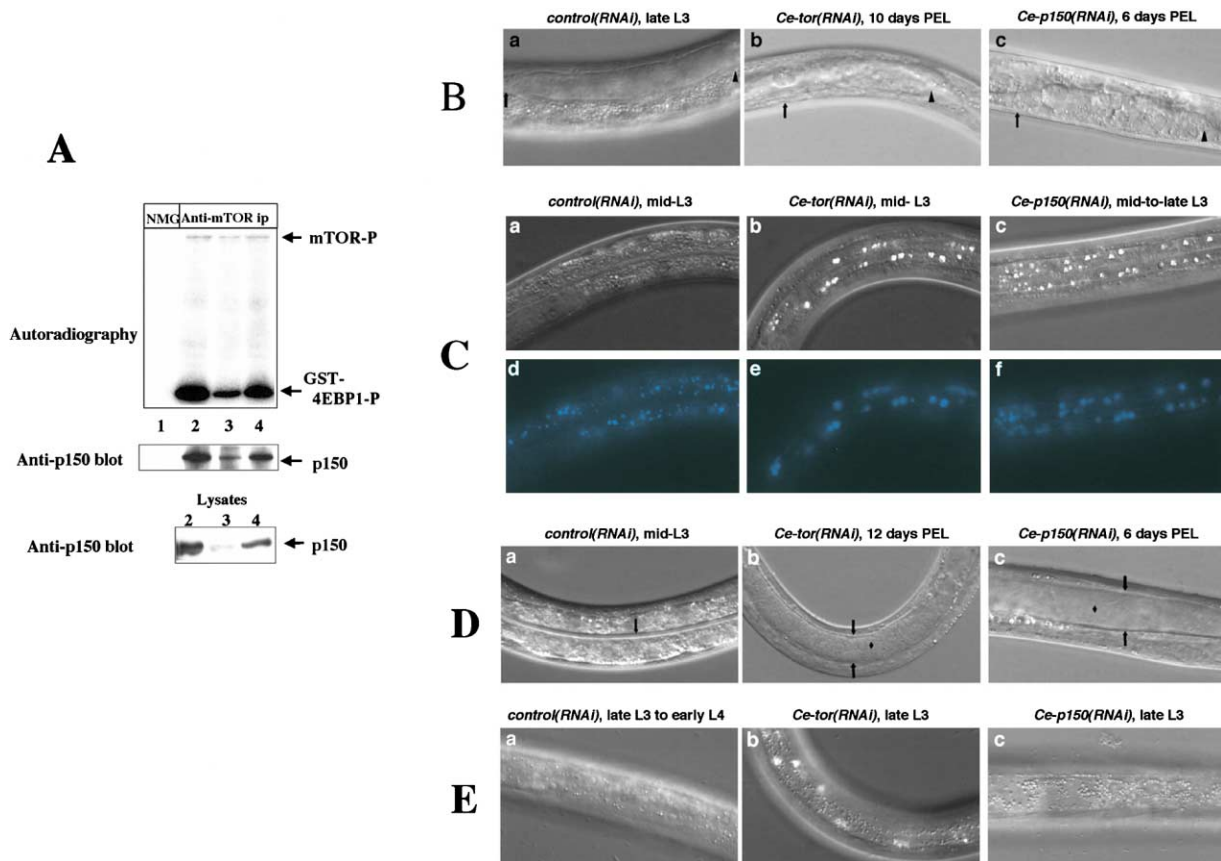 A
NMG Anti-mTOR ip
mTOR-P
Autoradiography
GST-
4EBP1-P
1 2 3 4
Anti-p150 blot
p150
Lysates
2 3 4
Anti-p150 blot
p150
B
control(RNAi), late L3
Ce-tor(RNAi), 10 days PEL
Ce-p150(RNAi), 6 days PEL
a b c
C
control(RNAi), mid-L3
Ce-tor(RNAi), mid- L3
Ce-p150(RNAi), mid-to-late L3
a b c
d e f
D
control(RNAi), mid-L3
Ce-tor(RNAi), 12 days PEL
Ce-p150(RNAi), 6 days PEL
a b c
E
control(RNAi), late L3 to early L4
Ce-tor(RNAi), late L3
Ce-p150(RNAi), late L3
a b c